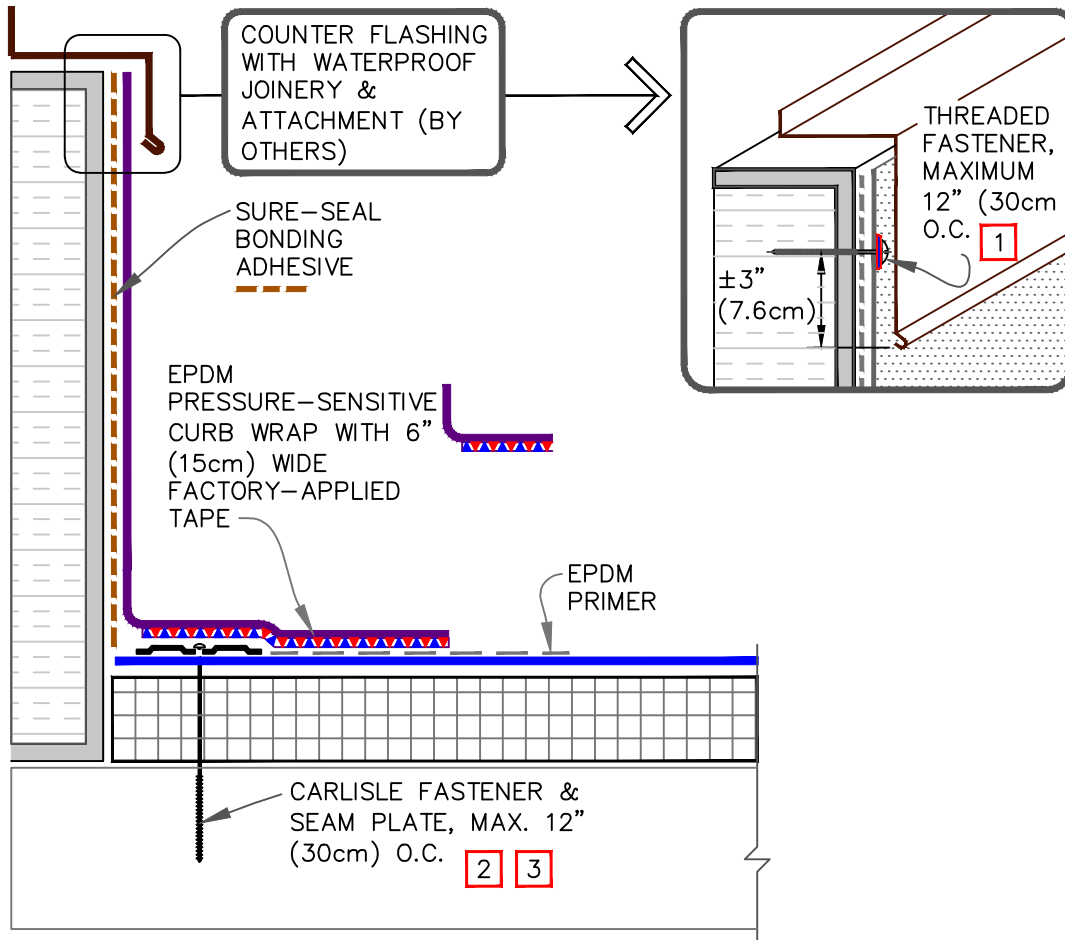 COUNTER FLASHING
WITH WATERPROOF
JOINERY &
ATTACHMENT (BY
OTHERS)
THREADED
FASTENER,
MAXIMUM
12” (30cm
O.C. 1
±3”
(7.6cm)
SURE–SEAL
BONDING
ADHESIVE
EPDM
PRESSURE–SENSITIVE
CURB WRAP WITH 6”
(15cm) WIDE
FACTORY–APPLIED
TAPE
EPDM
PRIMER
CARLISLE FASTENER &
SEAM PLATE, MAX. 12”
(30cm) O.C. 2 3